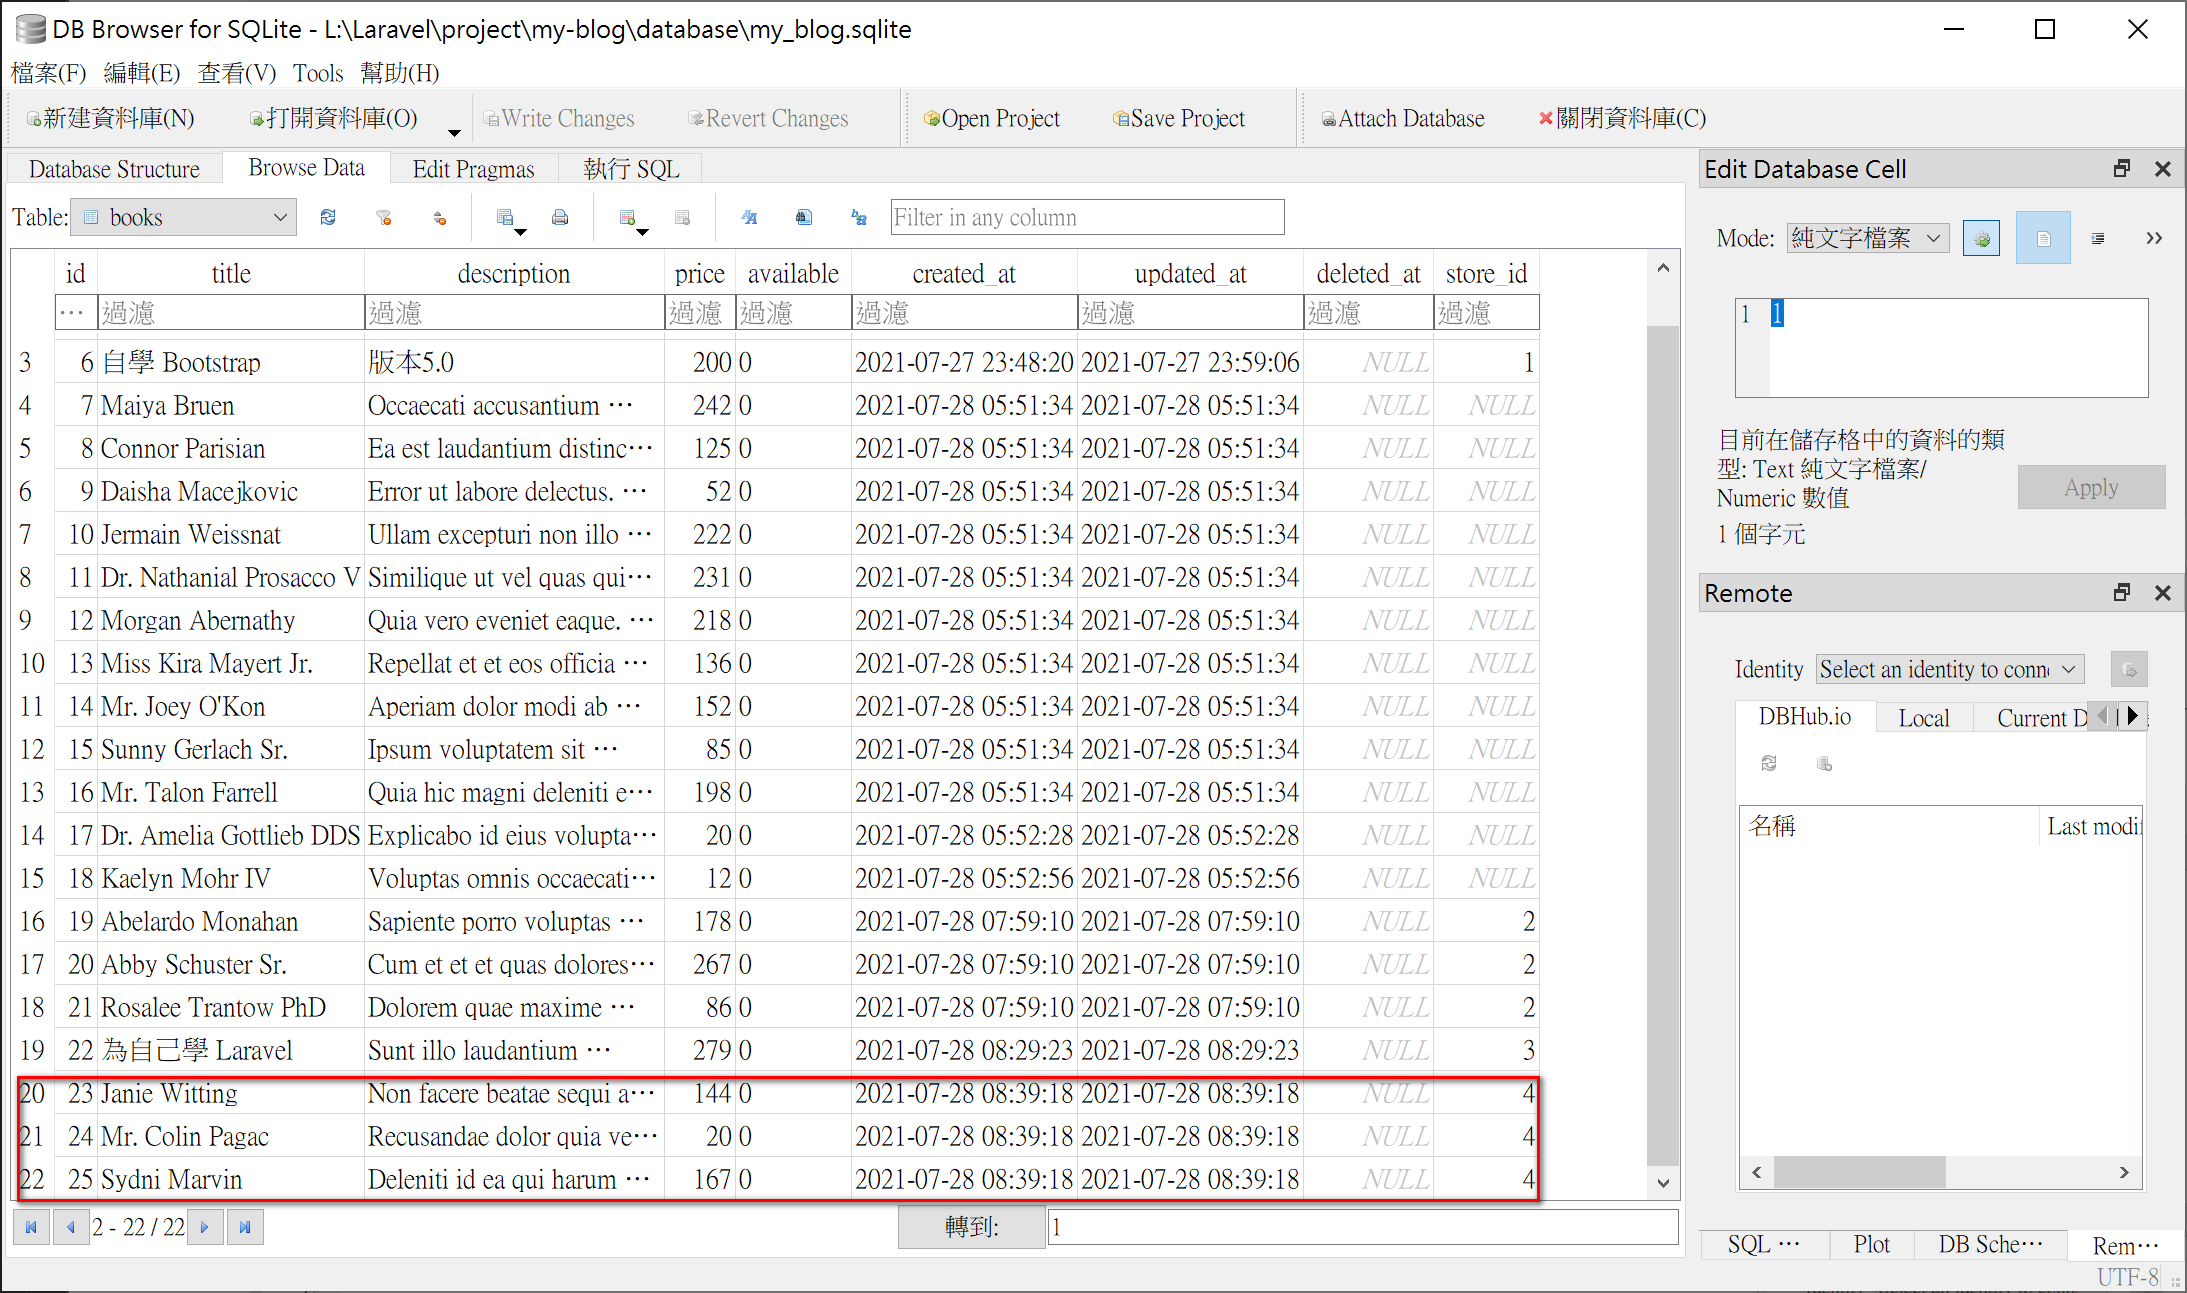 DB Browser for SQLite - L:\Laravel\project\my-blog\database\my_blog.sqlite
檔案(F) 編輯(E) 查看(V) Tools 幫助(H)
新建資料庫(N) 打開資料庫(O) Write Changes Revert Changes Open Project Save Project Attach Database 關閉資料庫(C)
Database Structure Browse Data Edit Pragmas 執行 SQL
Table: books Filter in any column
id title description price available created_at updated_at deleted_at store_id
… 過濾 過濾 過濾 過濾 過濾 過濾 過濾 過濾
3 6 自學 Bootstrap 版本5.0 200 0 2021-07-27 23:48:20 2021-07-27 23:59:06 NULL 1
4 7 Maiya Bruen Occaecati accusantium … 242 0 2021-07-28 05:51:34 2021-07-28 05:51:34 NULL NULL
5 8 Connor Parisian Ea est laudantium distinc… 125 0 2021-07-28 05:51:34 2021-07-28 05:51:34 NULL NULL
6 9 Daisha Macejkovic Error ut labore delectus. … 52 0 2021-07-28 05:51:34 2021-07-28 05:51:34 NULL NULL
7 10 Jermain Weissnat Ullam excepturi non illo … 222 0 2021-07-28 05:51:34 2021-07-28 05:51:34 NULL NULL
8 11 Dr. Nathanial Prosacco V Similique ut vel quas qui… 231 0 2021-07-28 05:51:34 2021-07-28 05:51:34 NULL NULL
9 12 Morgan Abernathy Quia vero eveniet eaque. … 218 0 2021-07-28 05:51:34 2021-07-28 05:51:34 NULL NULL
10 13 Miss Kira Mayert Jr. Repellat et et eos officia … 136 0 2021-07-28 05:51:34 2021-07-28 05:51:34 NULL NULL
11 14 Mr. Joey O'Kon Aperiam dolor modi ab … 152 0 2021-07-28 05:51:34 2021-07-28 05:51:34 NULL NULL
12 15 Sunny Gerlach Sr. Ipsum voluptatem sit … 85 0 2021-07-28 05:51:34 2021-07-28 05:51:34 NULL NULL
13 16 Mr. Talon Farrell Quia hic magni deleniti e… 198 0 2021-07-28 05:51:34 2021-07-28 05:51:34 NULL NULL
14 17 Dr. Amelia Gottlieb DDS Explicabo id eius volupta… 20 0 2021-07-28 05:52:28 2021-07-28 05:52:28 NULL NULL
15 18 Kaelyn Mohr IV Voluptas omnis occaecati… 12 0 2021-07-28 05:52:56 2021-07-28 05:52:56 NULL NULL
16 19 Abelardo Monahan Sapiente porro voluptas … 178 0 2021-07-28 07:59:10 2021-07-28 07:59:10 NULL 2
17 20 Abby Schuster Sr. Cum et et et quas dolores… 267 0 2021-07-28 07:59:10 2021-07-28 07:59:10 NULL 2
18 21 Rosalee Trantow PhD Dolorem quae maxime … 86 0 2021-07-28 07:59:10 2021-07-28 07:59:10 NULL 2
19 22 為自己學 Laravel Sunt illo laudantium … 279 0 2021-07-28 08:29:23 2021-07-28 08:29:23 NULL 3
20 23 Janie Witting Non facere beatae sequi a… 144 0 2021-07-28 08:39:18 2021-07-28 08:39:18 NULL 4
21 24 Mr. Colin Pagac Recusandae dolor quia ve… 20 0 2021-07-28 08:39:18 2021-07-28 08:39:18 NULL 4
22 25 Sydni Marvin Deleniti id ea qui harum … 167 0 2021-07-28 08:39:18 2021-07-28 08:39:18 NULL 4
2 - 22 / 22 轉到: 1
Edit Database Cell
Mode: 純文字檔案
1 1
目前在儲存格中的資料的類
型: Text 純文字檔案/
Numeric 數值
Apply
1 個字元
Remote
Identity Select an identity to conn
DBHub.io Local Current D
名稱 Last modi
SQL … Plot DB Sche… Rem…
UTF-8